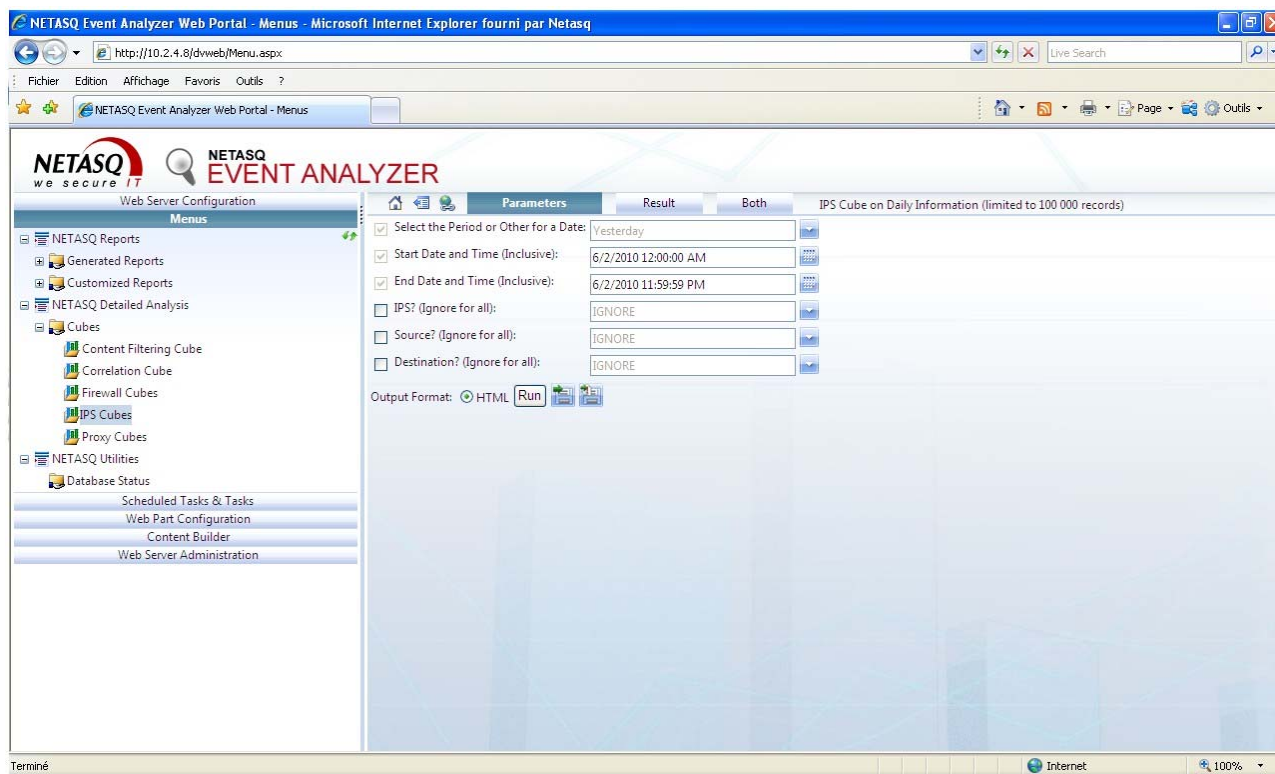 NETASQ Event Analyzer Web Portal - Menus - Microsoft Internet Explorer fourni par Netasq
http://10.2.4.8/dvweb/Menu.aspx
Live Search
Fichier Edition Affichage Favoris Outils ?
NETASQ Event Analyzer Web Portal - Menus
Page Outils
NETASQ
we secure IT
NETASQ
EVENT ANALYZER
Web Server Configuration
Menus
NETASQ Reports
Generated Reports
Customized Reports
NETASQ Detailed Analysis
Cubes
Content Filtering Cube
Correlation Cube
Firewall Cubes
IPS Cubes
Proxy Cubes
NETASQ Utilities
Database Status
Scheduled Tasks & Tasks
Web Part Configuration
Content Builder
Web Server Administration
Parameters Result Both IPS Cube on Daily Information (limited to 100 000 records)
Select the Period or Other for a Date: Yesterday
Start Date and Time (Inclusive): 6/2/2010 12:00:00 AM
End Date and Time (Inclusive): 6/2/2010 11:59:59 PM
IPS? (Ignore for all): IGNORE
Source? (Ignore for all): IGNORE
Destination? (Ignore for all): IGNORE
Output Format: HTML Run
Terminé Internet 100%